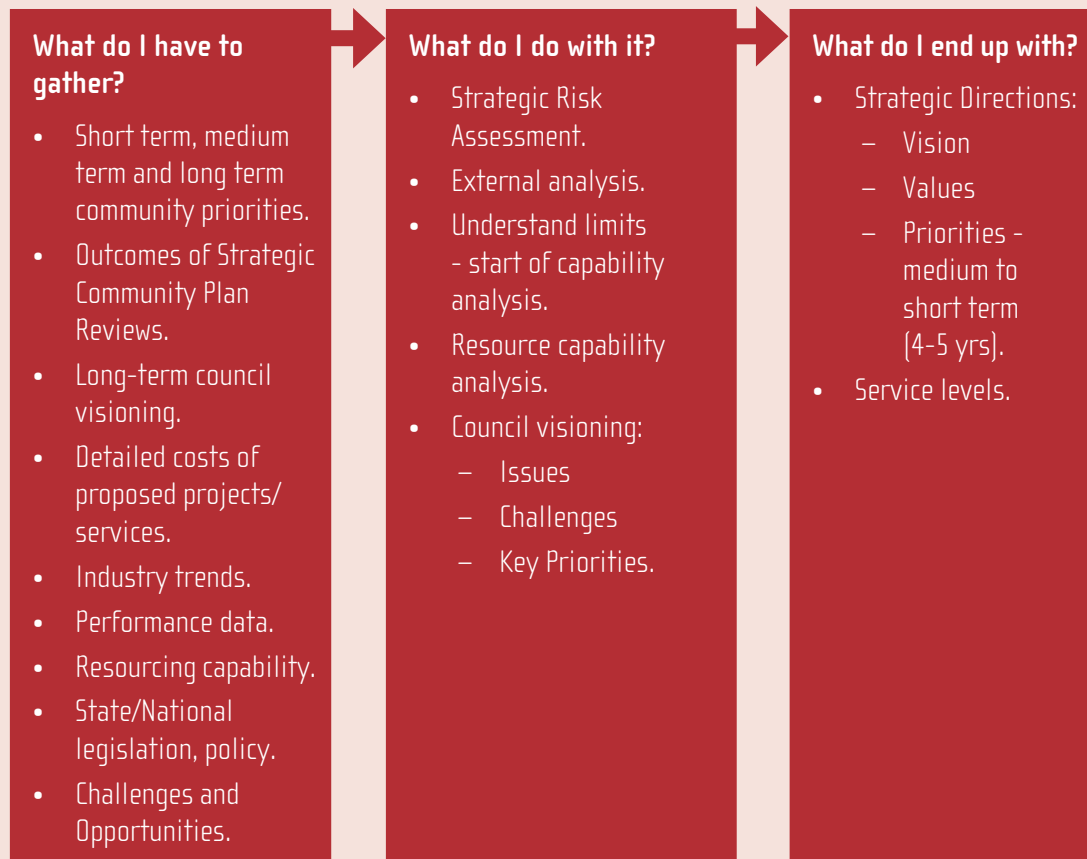 What do I have to
gather?
• Short term, medium
term and long term
community priorities.
• Outcomes of Strategic
Community Plan
Reviews.
• Long-term council
visioning.
• Detailed costs of
proposed projects/
services.
• Industry trends.
• Performance data.
• Resourcing capability.
• State/National
legislation, policy.
• Challenges and
Opportunities.
What do I do with it?
• Strategic Risk
Assessment.
• External analysis.
• Understand limits
- start of capability
analysis.
• Resource capability
analysis.
• Council visioning:
– Issues
– Challenges
– Key Priorities.
What do I end up with?
• Strategic Directions:
– Vision
– Values
– Priorities -
medium to
short term
(4-5 yrs).
• Service levels.